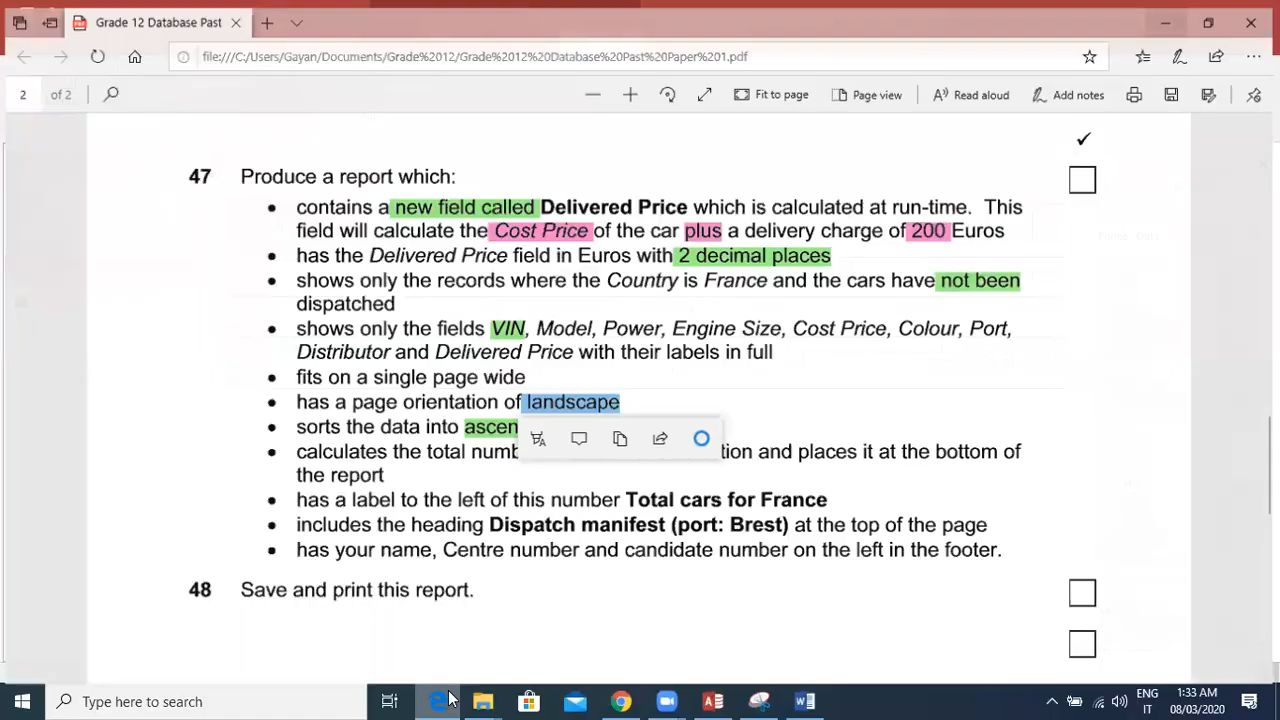 Grade 12 Database Past
file:///C:/Users/Gayan/Documents/Grade%2012/Grade%2012%20Database%20Past%20Paper%201.pdf
2 of 2
Fit to page
Page view
Read aloud
Add notes
47 Produce a report which:
• contains a new field called Delivered Price which is calculated at run-time. This
field will calculate the Cost Price of the car plus a delivery charge of 200 Euros
• has the Delivered Price field in Euros with 2 decimal places
• shows only the records where the Country is France and the cars have not been
dispatched
• shows only the fields VIN, Model, Power, Engine Size, Cost Price, Colour, Port,
Distributor and Delivered Price with their labels in full
• fits on a single page wide
• has a page orientation of landscape
• sorts the data into ascen
• calculates the total numb tion and places it at the bottom of
the report
• has a label to the left of this number Total cars for France
• includes the heading Dispatch manifest (port: Brest) at the top of the page
• has your name, Centre number and candidate number on the left in the footer.
48 Save and print this report.
Type here to search
ENG
IT
1:33 AM
08/03/2020